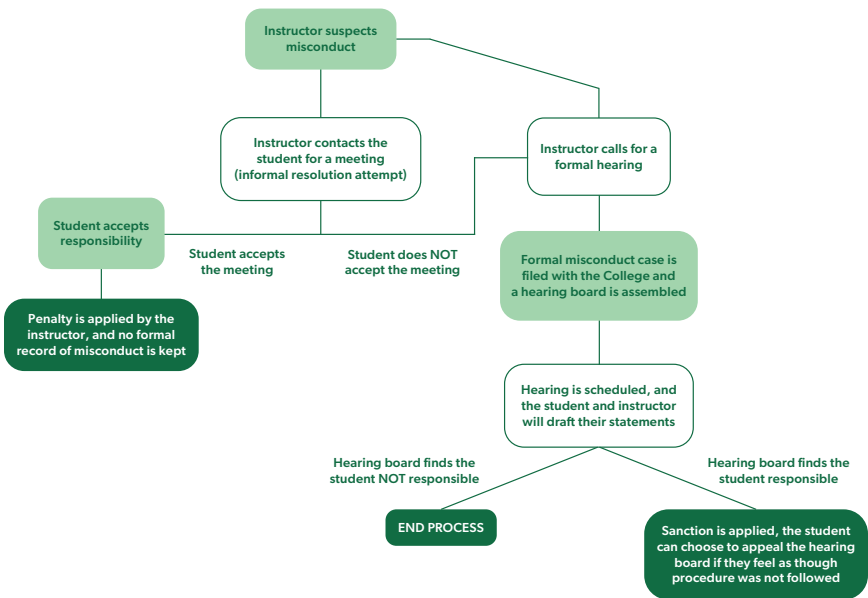 Instructor suspects
misconduct
Instructor contacts the
student for a meeting
(informal resolution attempt)
Instructor calls for a
formal hearing
Student accepts
responsibility
Student accepts
the meeting
Student does NOT
accept the meeting
Formal misconduct case is
filed with the College and
a hearing board is assembled
Penalty is applied by the
instructor, and no formal
record of misconduct is kept
Hearing is scheduled, and
the student and instructor
will draft their statements
Hearing board finds the
student NOT responsible
Hearing board finds the
student responsible
END PROCESS
Sanction is applied, the student
can choose to appeal the hearing
board if they feel as though
procedure was not followed